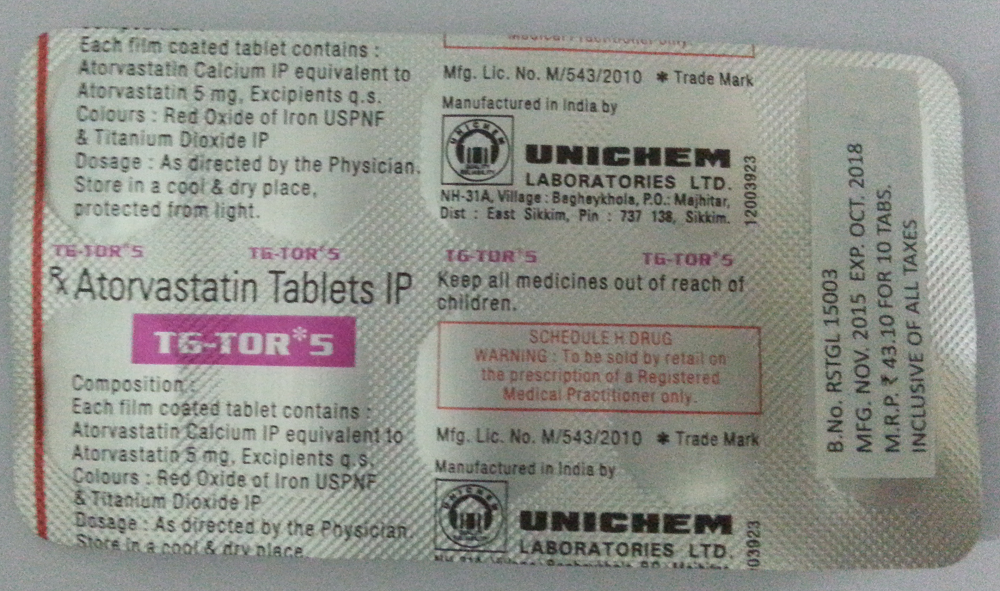 Each film coated tablet contains :
Atorvastatin Calcium IP equivalent to
Atorvastatin 5 mg, Excipients q.s.
Colours : Red Oxide of Iron USPNF
& Titanium Dioxide IP
Dosage : As directed by the Physician.
Store in a cool & dry place,
protected from light.
TG-TOR*5 TG-TOR*5
Rx Atorvastatin Tablets IP
TG-TOR*5
Composition :
Each film coated tablet contains :
Atorvastatin Calcium IP equivalent to
Atorvastatin 5 mg, Excipients q.s.
Colours : Red Oxide of Iron USPNF
& Titanium Dioxide IP
Dosage : As directed by the Physician.
Store in a cool & dry place
Medical Practitioner only
Mfg. Lic. No. M/543/2010 * Trade Mark
Manufactured in India by
UNICHEM
UNICHEM
LABORATORIES LTD.
NH-31A, Village : Bagheykhola, P.O.: Majhitar,
Dist : East Sikkim, Pin : 737 138, Sikkim.
12003923
TG-TOR*5 TG-TOR*5
Keep all medicines out of reach of
children.
SCHEDULE H DRUG
WARNING : To be sold by retail on
the prescription of a Registered
Medical Practitioner only.
Mfg. Lic. No. M/543/2010 * Trade Mark
Manufactured in India by
UNICHEM
UNICHEM
LABORATORIES LTD.
03923
B.No. RSTGL 15003
MFG. NOV. 2015 EXP. OCT. 2018
M.R.P. ₹ 43.10 FOR 10 TABS.
INCLUSIVE OF ALL TAXES